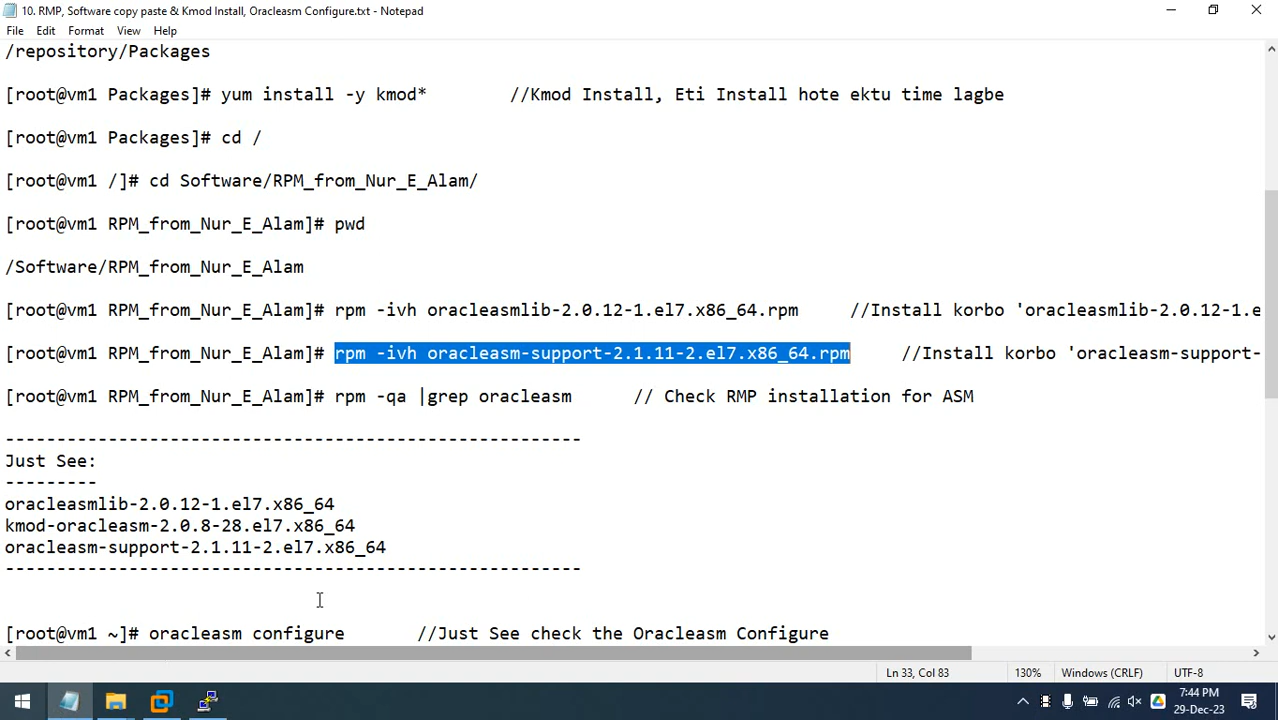 10. RMP, Software copy paste & Kmod Install, Oracleasm Configure.txt - Notepad
File Edit Format View Help
/repository/Packages
[root@vm1 Packages]# yum install -y kmod* //Kmod Install, Eti Install hote ektu time lagbe
[root@vm1 Packages]# cd /
[root@vm1 /]# cd Software/RPM_from_Nur_E_Alam/
[root@vm1 RPM_from_Nur_E_Alam]# pwd
/Software/RPM_from_Nur_E_Alam
[root@vm1 RPM_from_Nur_E_Alam]# rpm -ivh oracleasmlib-2.0.12-1.el7.x86_64.rpm //Install korbo 'oracleasmlib-2.0.12-1.e
[root@vm1 RPM_from_Nur_E_Alam]# rpm -ivh oracleasm-support-2.1.11-2.el7.x86_64.rpm //Install korbo 'oracleasm-support-
[root@vm1 RPM_from_Nur_E_Alam]# rpm -qa |grep oracleasm // Check RMP installation for ASM
--------------------------------------------------------
Just See:
---------
oracleasmlib-2.0.12-1.el7.x86_64
kmod-oracleasm-2.0.8-28.el7.x86_64
oracleasm-support-2.1.11-2.el7.x86_64
--------------------------------------------------------
[root@vm1 ~]# oracleasm configure //Just See check the Oracleasm Configure
Ln 33, Col 83 130% Windows (CRLF) UTF-8
7:44 PM
29-Dec-23